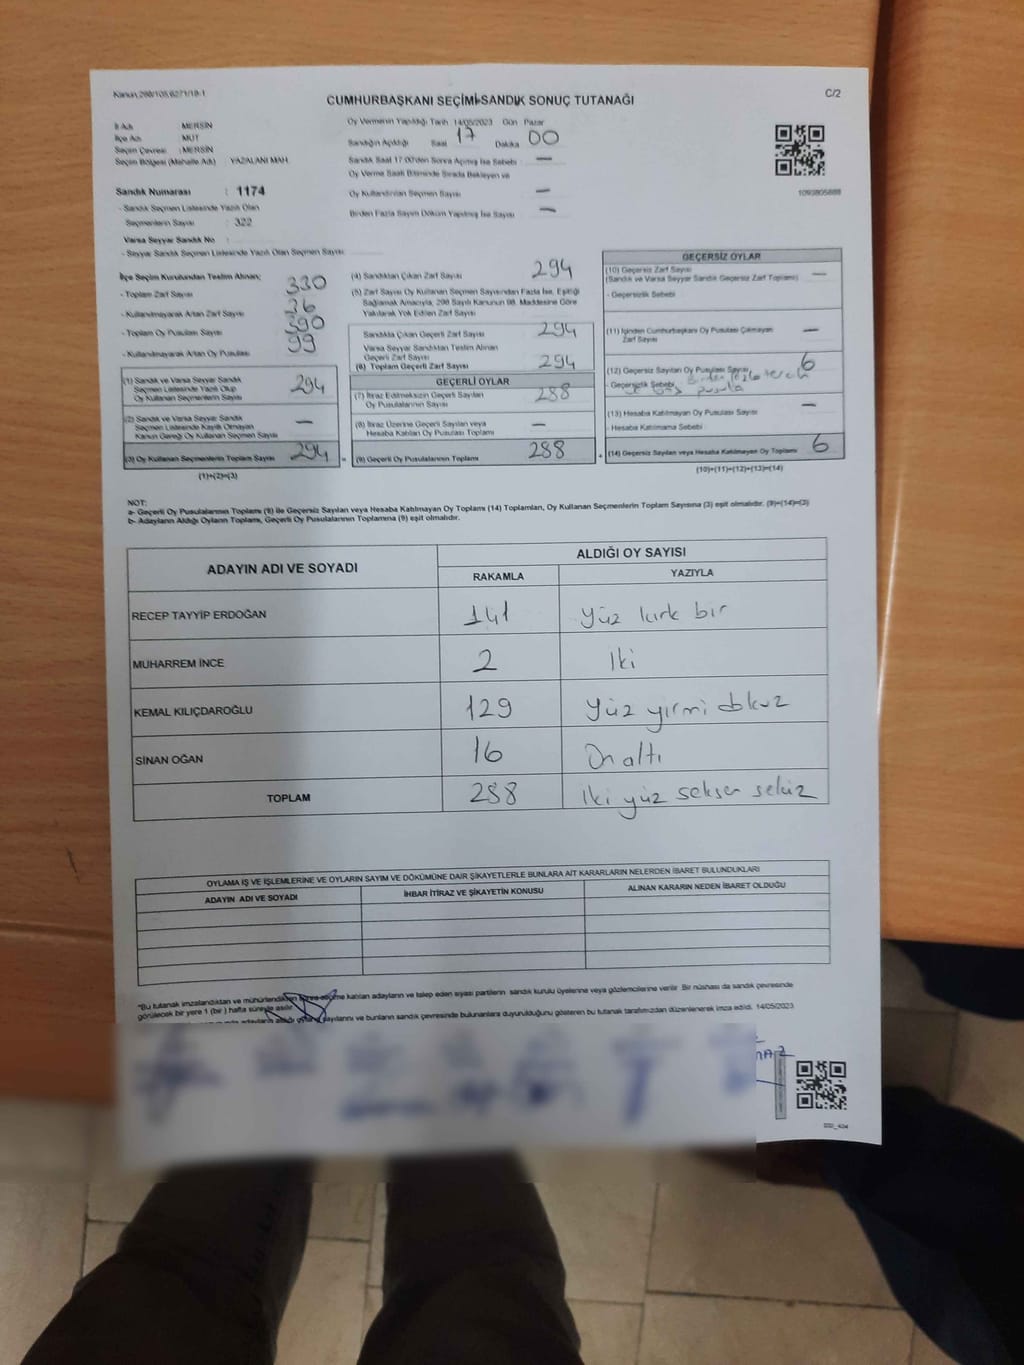 Kanun,298/105,6271/18-1
CUMHURBAŞKANI SEÇİMİ SANDIK SONUÇ TUTANAĞI
C/2
İl Adı : MERSİN
İlçe Adı : MUT
Seçim Çevresi : MERSİN
Seçim Bölgesi (Mahalle Adı) : YAZALANI MAH.
Oy Vermenin Yapıldığı Tarih 14/05/2023 Gün Pazar
Sandığın Açıldığı Saat 17 Dakika 00
Sandık Saat 17:00'den Sonra Açılmış İse Sebebi : —
Oy Verme Saati Bitiminde Sırada Bekleyen ve
Oy Kullandırılan Seçmen Sayısı —
Birden Fazla Sayım Döküm Yapılmış İse Sayısı —
1093805888
Sandık Numarası : 1174
- Sandık Seçmen Listesinde Yazılı Olan
Seçmenlerin Sayısı : 322
Varsa Seyyar Sandık No :
- Seyyar Sandık Seçmen Listesinde Yazılı Olan Seçmen Sayısı :
İlçe Seçim Kurulundan Teslim Alınan;
- Toplam Zarf Sayısı 330
- Kullanılmayarak Artan Zarf Sayısı 36
- Toplam Oy Pusulası Sayısı 390
- Kullanılmayarak Artan Oy Pusulası 99
(1) Sandık ve Varsa Seyyar Sandık
Seçmen Listesinde Yazılı Olup
Oy Kullanan Seçmenlerin Sayısı 294
(2) Sandık ve Varsa Seyyar Sandık
Seçmen Listesinde Kayıtlı Olmayan
Kanun Gereği Oy Kullanan Seçmen Sayısı —
(3) Oy Kullanan Seçmenlerin Toplam Sayısı 294
(1)+(2)=(3)
(4) Sandıktan Çıkan Zarf Sayısı 294
(5) Zarf Sayısı Oy Kullanan Seçmen Sayısından Fazla İse, Eşitliği
Sağlamak Amacıyla, 298 Sayılı Kanunun 98. Maddesine Göre
Yakılarak Yok Edilen Zarf Sayısı
Sandıkta Çıkan Geçerli Zarf Sayısı 294
Varsa Seyyar Sandıktan Teslim Alınan
Geçerli Zarf Sayısı
(6) Toplam Geçerli Zarf Sayısı 294
GEÇERLİ OYLAR
(7) İtiraz Edilmeksizin Geçerli Sayılan
Oy Pusulalarının Sayısı 288
(8) İtiraz Üzerine Geçerli Sayılan veya
Hesaba Katılan Oy Pusulası Toplamı —
= (9) Geçerli Oy Pusulalarının Toplamı 288
GEÇERSİZ OYLAR
(10) Geçersiz Zarf Sayısı
(Sandık ve Varsa Seyyar Sandık Geçersiz Zarf Toplamı) —
- Geçersizlik Sebebi
(11) İçinden Cumhurbaşkanı Oy Pusulası Çıkmayan
Zarf Sayısı —
(12) Geçersiz Sayılan Oy Pusulası Sayısı 6
- Geçersizlik Sebebi Birden fazla tercih
boş pusula
(13) Hesaba Katılmayan Oy Pusulası Sayısı —
- Hesaba Katılmama Sebebi
+ (14) Geçersiz Sayılan veya Hesaba Katılmayan Oy Toplamı 6
(10)+(11)+(12)+(13)=(14)
NOT:
a- Geçerli Oy Pusulalarının Toplamı (9) ile Geçersiz Sayılan veya Hesaba Katılmayan Oy Toplamı (14) Toplamları, Oy Kullanan Seçmenlerin Toplam Sayısına (3) eşit olmalıdır. (9)+(14)=(3)
b- Adayların Aldığı Oyların Toplamı, Geçerli Oy Pusulalarının Toplamına (9) eşit olmalıdır.
ADAYIN ADI VE SOYADI
ALDIĞI OY SAYISI
RAKAMLA YAZIYLA
RECEP TAYYİP ERDOĞAN 141 Yüz kırk bir
MUHARREM İNCE 2 İki
KEMAL KILIÇDAROĞLU 129 Yüz yirmi dokuz
SİNAN OĞAN 16 On altı
TOPLAM 288 İki yüz seksen sekiz
OYLAMA İŞ VE İŞLEMLERİNE VE OYLARIN SAYIM VE DÖKÜMÜNE DAİR ŞİKAYETLERLE BUNLARA AİT KARARLARIN NELERDEN İBARET BULUNDUKLARI
ADAYIN ADI VE SOYADI İHBAR İTİRAZ VE ŞİKAYETİN KONUSU ALINAN KARARIN NEDEN İBARET OLDUĞU
*Bu tutanak imzalandıktan ve mühürlendikten sonra seçime katılan adayların ve talep eden siyasi partilerin sandık kurulu üyelerine veya gözlemcilerine verilir. Bir nüshası da sandık çevresinde
görülecek bir yere 1 (bir) hafta süreyle asılır.
adayların aldığı oyların sayılarını ve bunların sandık çevresinde bulunanlara duyurulduğunu gösteren bu tutanak tarafımızdan düzenlenerek imza edildi. 14/05/2023